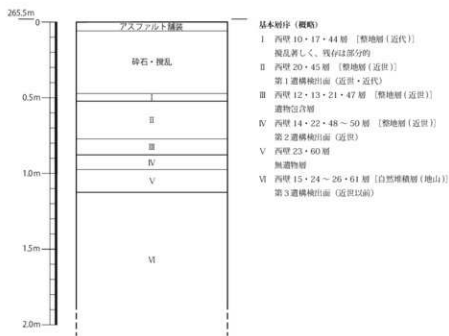 265.5m
0
アスファルト舗装
砕石・撹乱
0.5m
Ⅰ
Ⅱ
Ⅲ
Ⅳ
1.0m
Ⅴ
1.5m
Ⅵ
2.0m
基本層序（概略）
Ⅰ 西壁 10・17・44 層 ［整地層（近代）］
撹乱著しく、残存は部分的
Ⅱ 西壁 20・45 層 ［整地層（近世）］
第１遺構検出面（近世・近代）
Ⅲ 西壁 12・13・21・47 層 ［整地層（近世）］
遺物包含層
Ⅳ 西壁 14・22・48 ～ 50 層 ［整地層（近世）］
第２遺構検出面（近世）
Ⅴ 西壁 23・60 層
無遺物層
Ⅵ 西壁 15・24 ～ 26・61 層 ［自然堆積層（地山）］
第３遺構検出面（近世以前）